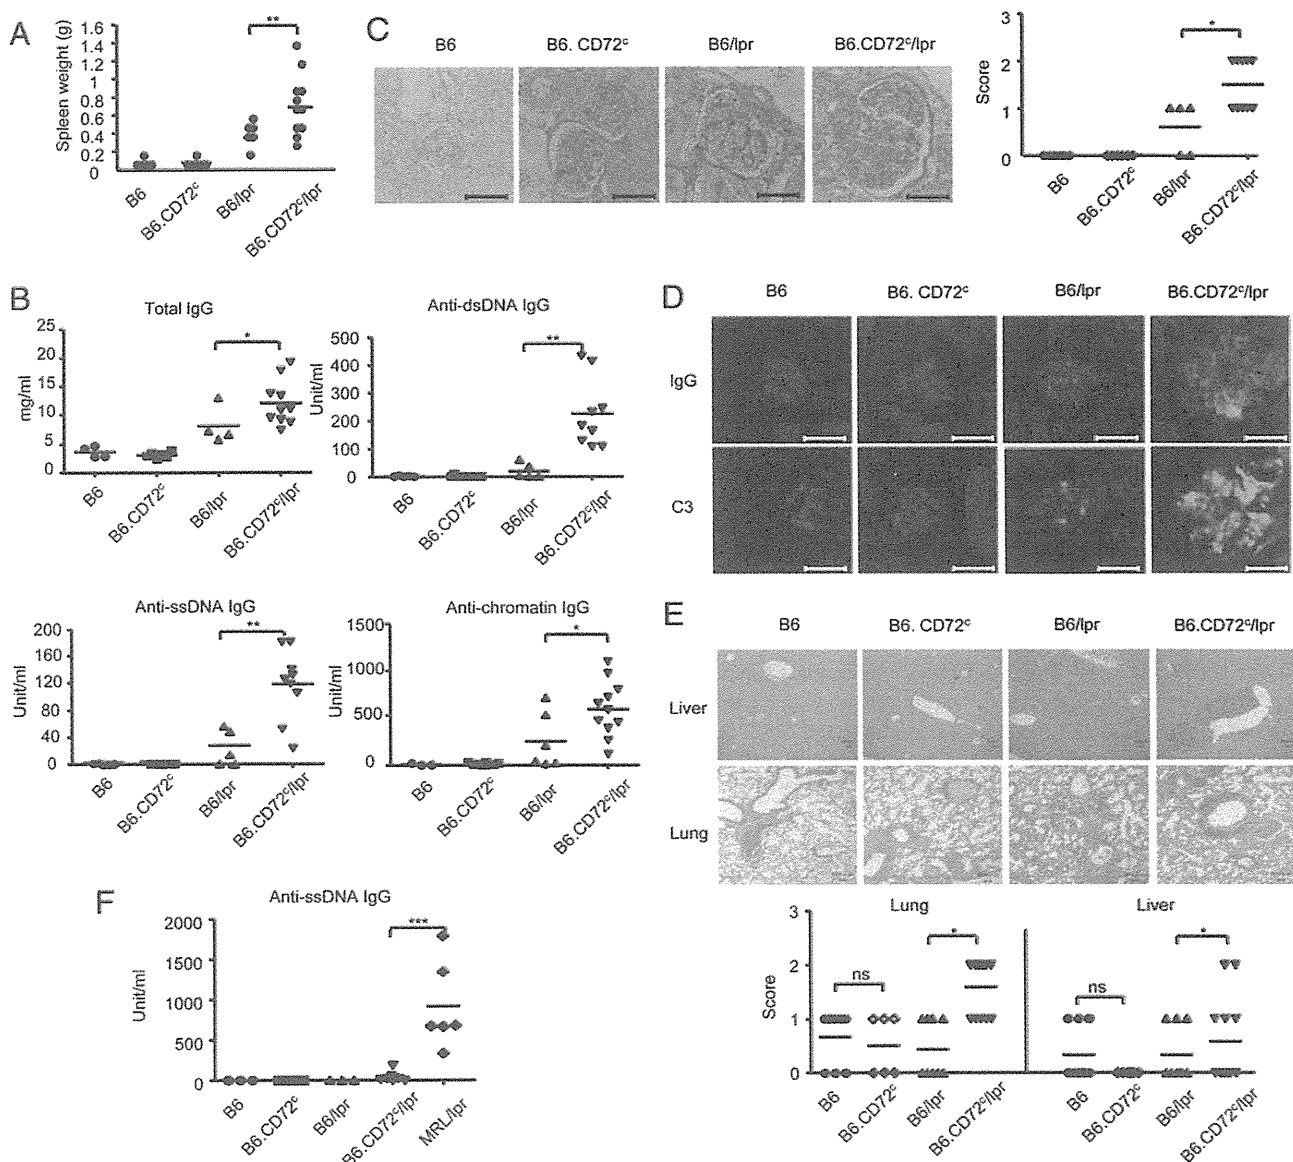 A
Spleen weight (g)
1.6
1.4
1.2
1
0.8
0.6
0.4
0.2
0
**
B6
B6.CD72ᶜ
B6/lpr
B6.CD72ᶜ/lpr
C
B6
B6. CD72ᶜ
B6/lpr
B6.CD72ᶜ/lpr
Score
3
2
1
0
*
B6
B6.CD72ᶜ
B6/lpr
B6.CD72ᶜ/lpr
B
Total IgG
mg/ml
25
20
15
10
5
0
*
B6
B6.CD72ᶜ
B6/lpr
B6.CD72ᶜ/lpr
Anti-dsDNA IgG
Unit/ml
500
400
300
200
100
0
**
B6
B6.CD72ᶜ
B6/lpr
B6.CD72ᶜ/lpr
Anti-ssDNA IgG
Unit/ml
200
160
120
80
40
0
**
B6
B6.CD72ᶜ
B6/lpr
B6.CD72ᶜ/lpr
Anti-chromatin IgG
Unit/ml
1500
1000
500
0
*
B6
B6.CD72ᶜ
B6/lpr
B6.CD72ᶜ/lpr
D
B6
B6. CD72ᶜ
B6/lpr
B6.CD72ᶜ/lpr
IgG
C3
E
B6
B6. CD72ᶜ
B6/lpr
B6.CD72ᶜ/lpr
Liver
Lung
Lung
Liver
Score
3
2
1
0
ns
*
ns
*
B6
B6.CD72ᶜ
B6/lpr
B6.CD72ᶜ/lpr
B6
B6.CD72ᶜ
B6/lpr
B6.CD72ᶜ/lpr
F
Anti-ssDNA IgG
Unit/ml
2000
1500
1000
500
0
***
B6
B6.CD72ᶜ
B6/lpr
B6.CD72ᶜ/lpr
MRL/lpr